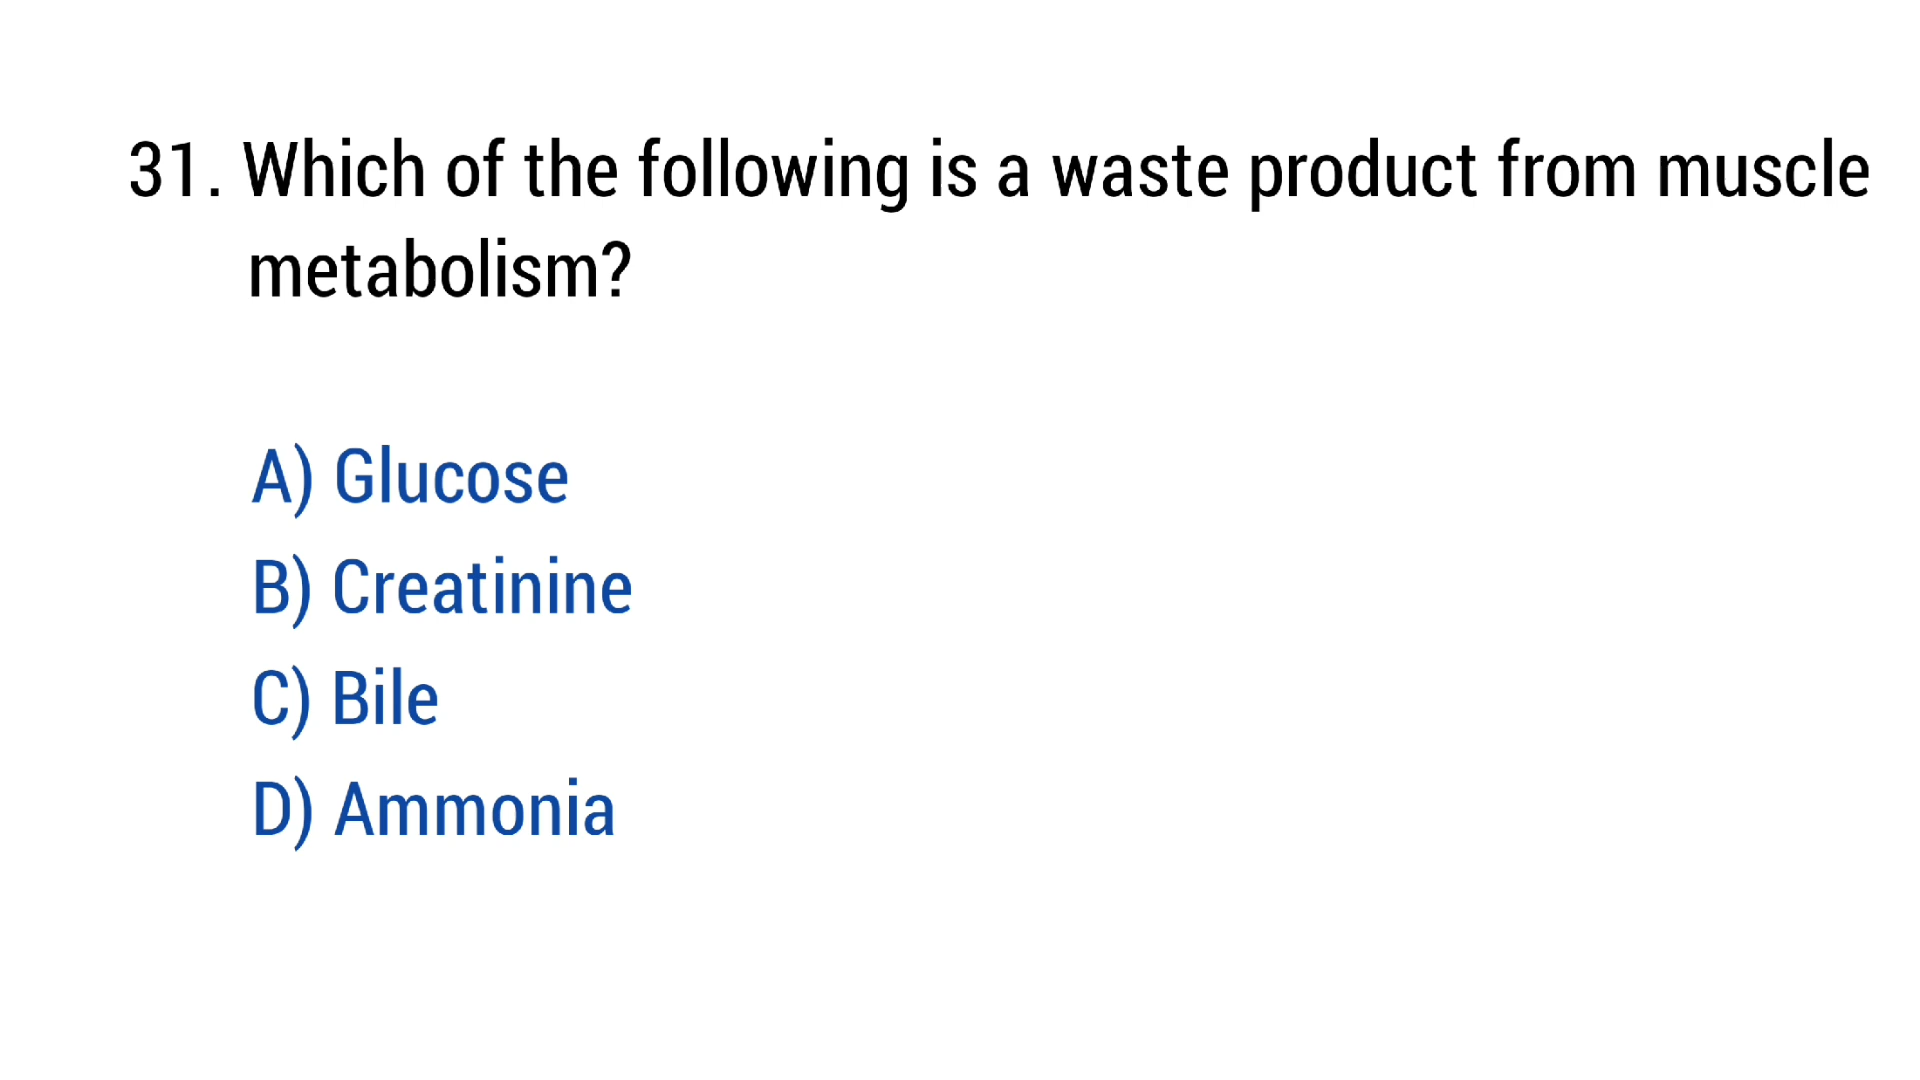 31. Which of the following is a waste product from muscle
metabolism?
A) Glucose
B) Creatinine
C) Bile
D) Ammonia